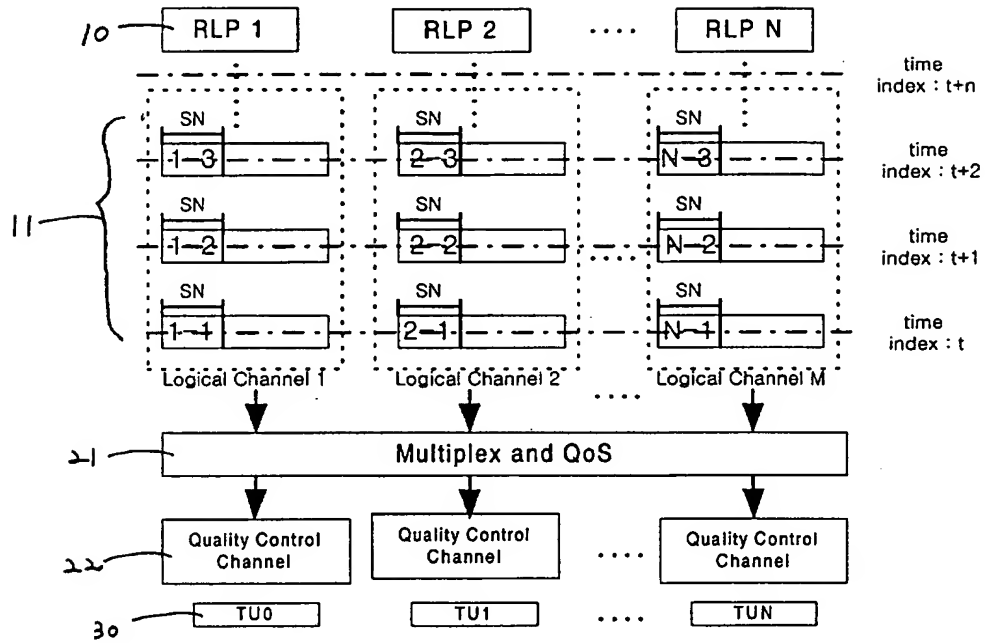 10 RLP 1 RLP 2 .... RLP N
time
index : t+n
SN SN SN
1-3 2-3 N-3
time
index : t+2
11
SN SN SN
1-2 2-2 N-2
time
index : t+1
SN SN SN
1-1 2-1 N-1
time
index : t
Logical Channel 1 Logical Channel 2 Logical Channel M
21 Multiplex and QoS
22
Quality Control
Channel
Quality Control
Channel
Quality Control
Channel
30 TU0 TU1 .... TUN